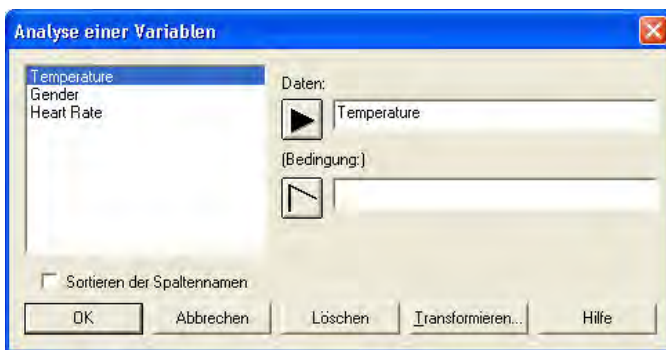 Analyse einer Variablen
Temperature
Gender
Heart Rate
Daten:
Temperature
(Bedingung:)
Sortieren der Spaltennamen
OK Abbrechen Löschen Transformieren... Hilfe